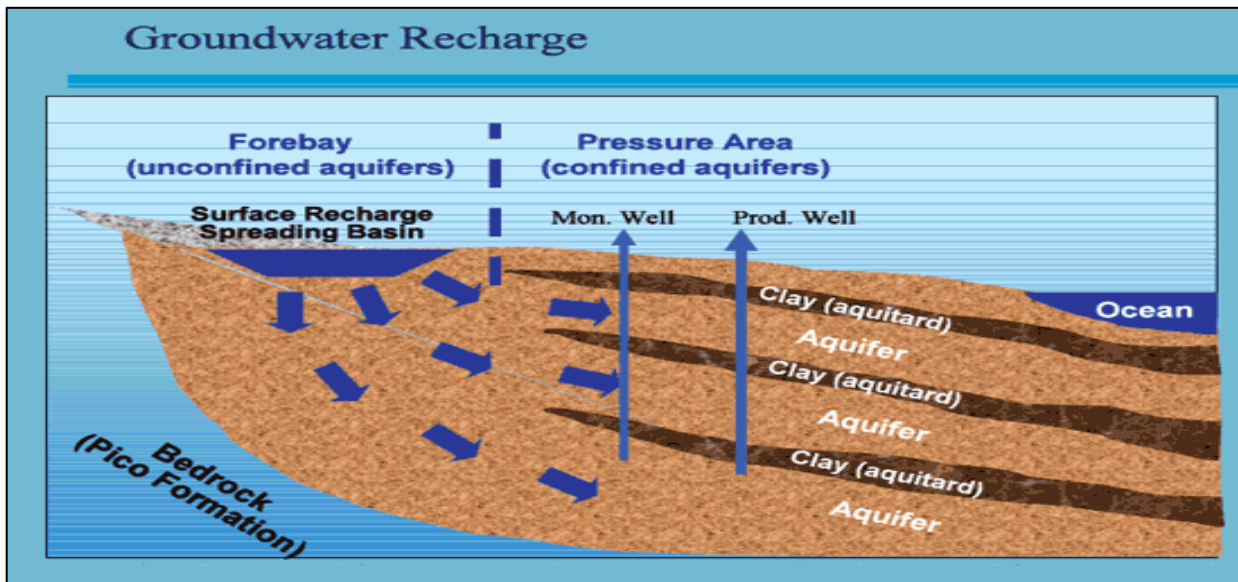 Groundwater Recharge
Forebay
(unconfined aquifers)
Pressure Area
(confined aquifers)
Surface Recharge
Spreading Basin
Mon. Well
Prod. Well
Clay (aquitard)
Ocean
Aquifer
Clay (aquitard)
Aquifer
Clay (aquitard)
Aquifer
Bedrock
(Pico Formation)